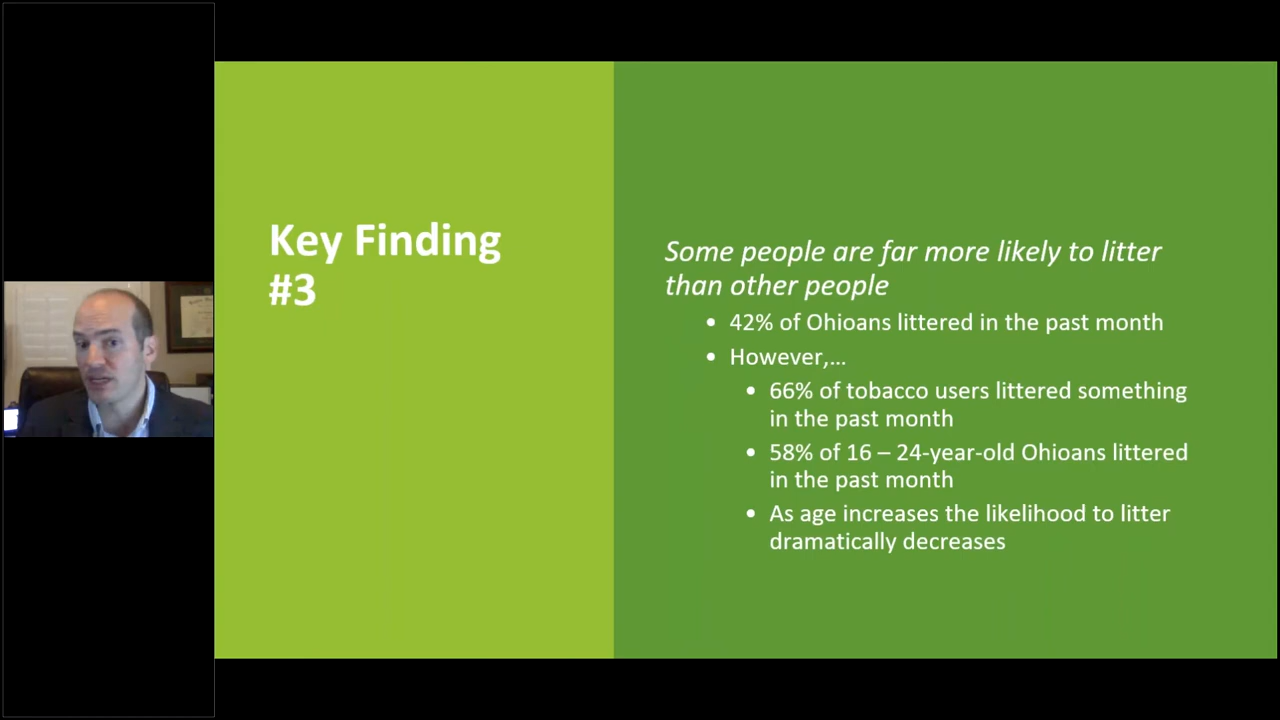 Key Finding
#3
Some people are far more likely to litter
than other people
• 42% of Ohioans littered in the past month
• However,...
• 66% of tobacco users littered something
in the past month
• 58% of 16 – 24-year-old Ohioans littered
in the past month
• As age increases the likelihood to litter
dramatically decreases